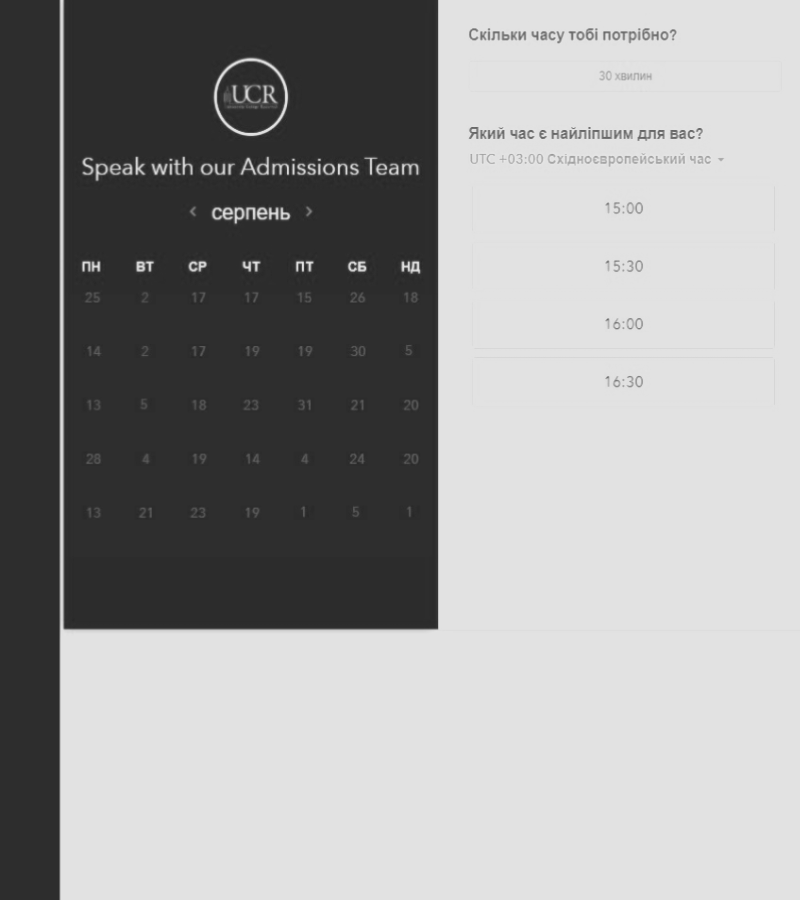 UCR
Speak with our Admissions Team
< серпень >
ПН ВТ СР ЧТ ПТ СБ НД
25 2 17 17 15 26 18
14 2 17 19 19 30 5
13 5 18 23 31 21 20
28 4 19 14 4 24 20
13 21 23 19 1 5 1
Скільки часу тобі потрібно?
30 хвилин
Який час є найліпшим для вас?
UTC +03:00 Східноєвропейський час
15:00
15:30
16:00
16:30